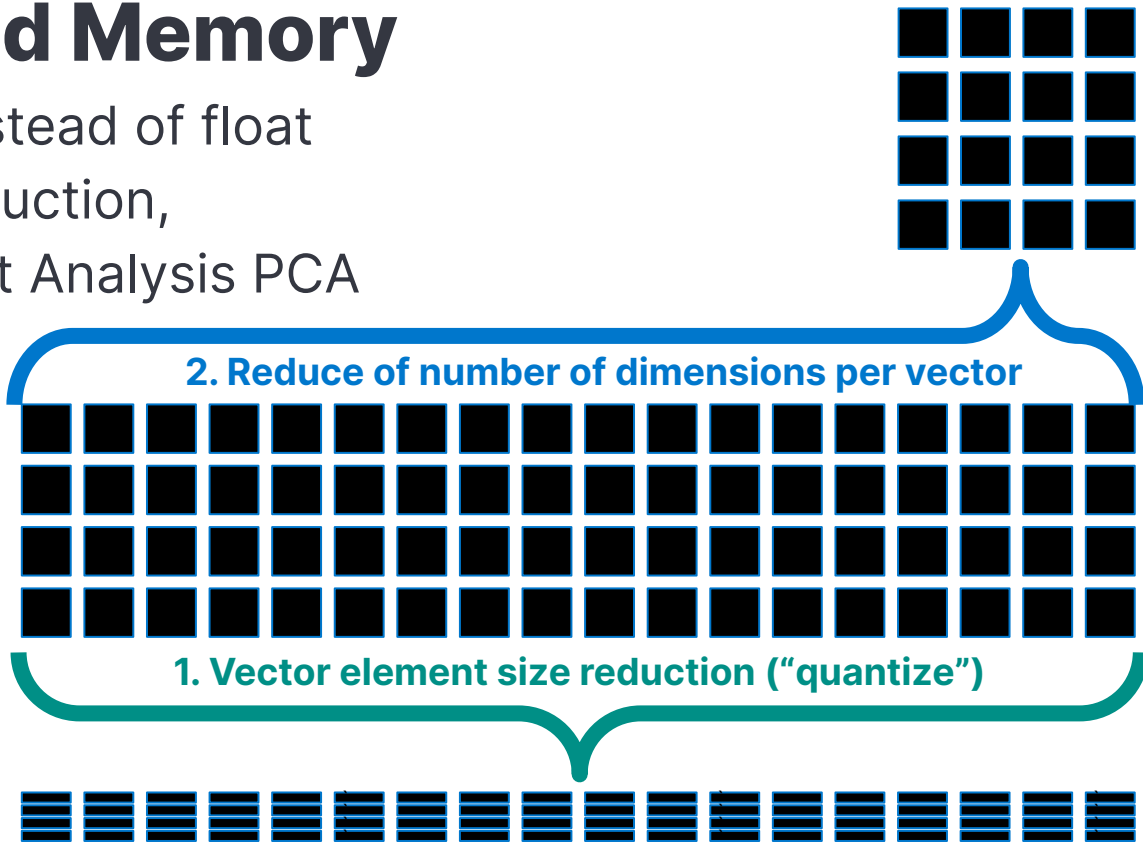 d Memory
stead of float
uction,
t Analysis PCA
2. Reduce of number of dimensions per vector
1. Vector element size reduction (“quantize”)